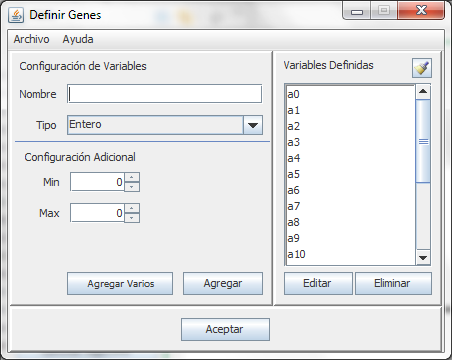 Definir Genes
Archivo Ayuda
Configuración de Variables
Nombre
Tipo Entero
Configuración Adicional
Min 0
Max 0
Agregar Varios Agregar
Variables Definidas
a0
a1
a2
a3
a4
a5
a6
a7
a8
a9
a10
Editar Eliminar
Aceptar